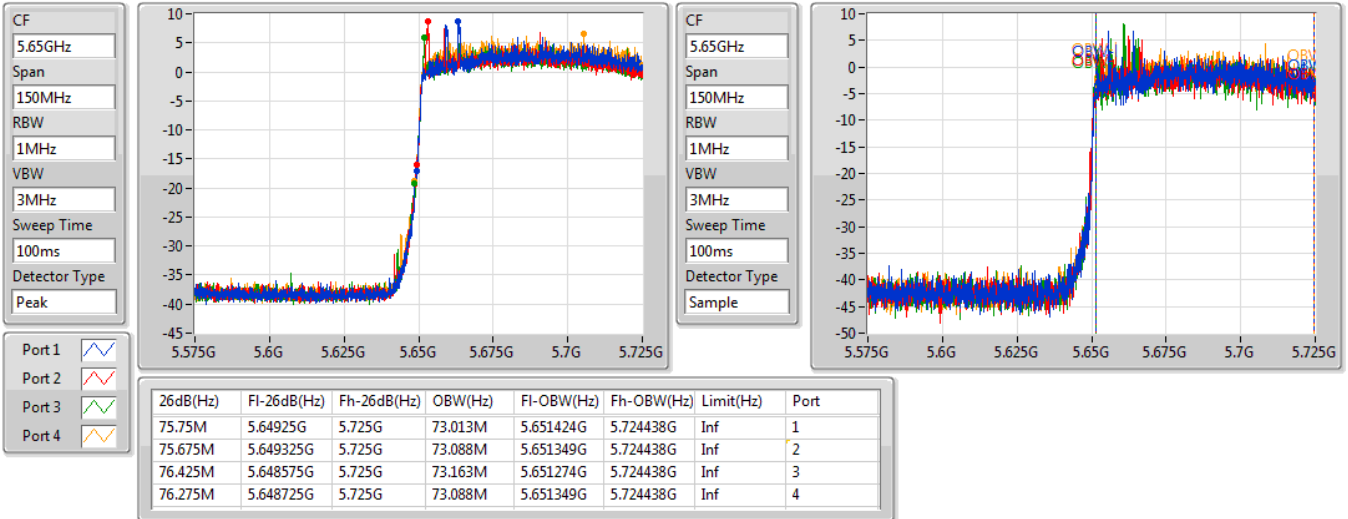 CF
5.65GHz
Span
150MHz
RBW
1MHz
VBW
3MHz
Sweep Time
100ms
Detector Type
Peak
10
5
0
-5
-10
-15
-20
-25
-30
-35
-40
-45
5.575G 5.6G 5.625G 5.65G 5.675G 5.7G 5.725G
CF
5.65GHz
Span
150MHz
RBW
1MHz
VBW
3MHz
Sweep Time
100ms
Detector Type
Sample
10
5
0
-5
-10
-15
-20
-25
-30
-35
-40
-45
-50
5.575G 5.6G 5.625G 5.65G 5.675G 5.7G 5.725G
Port 1
Port 2
Port 3
Port 4
26dB(Hz) Fl-26dB(Hz) Fh-26dB(Hz) OBW(Hz) Fl-OBW(Hz) Fh-OBW(Hz) Limit(Hz) Port
75.75M 5.64925G 5.725G 73.013M 5.651424G 5.724438G Inf 1
75.675M 5.649325G 5.725G 73.088M 5.651349G 5.724438G Inf 2
76.425M 5.648575G 5.725G 73.163M 5.651274G 5.724438G Inf 3
76.275M 5.648725G 5.725G 73.088M 5.651349G 5.724438G Inf 4